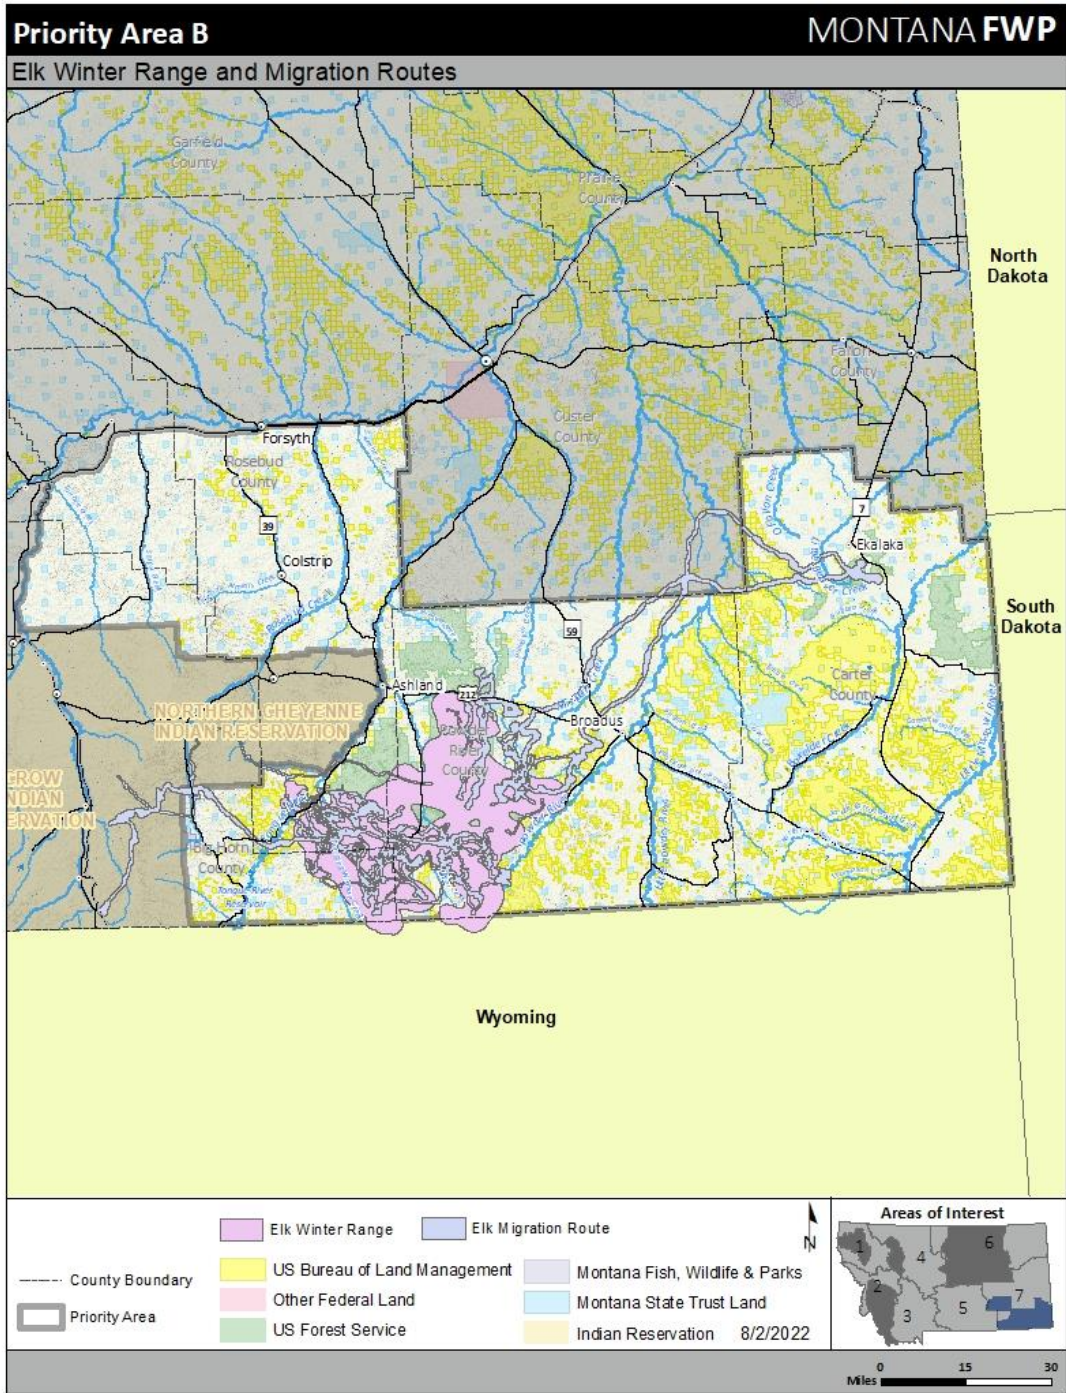 Priority Area B
MONTANA FWP
Elk Winter Range and Migration Routes
Garfield
County
Prairie
County
North
Dakota
Fallon
County
Custer
County
Forsyth
Rosebud
County
39
7
Colstrip
Ekalaka
South
Dakota
59
Ashland
212
Carter
County
NORTHERN CHEYENNE
INDIAN RESERVATION
Broadus
Powder
River
County
CROW
INDIAN
ERVATION
Big Horn
County
Tongue River
Reservoir
Wyoming
Elk Winter Range
Elk Migration Route
County Boundary
Priority Area
US Bureau of Land Management
Other Federal Land
US Forest Service
Montana Fish, Wildlife & Parks
Montana State Trust Land
Indian Reservation
8/2/2022
N
Areas of Interest
1
4
6
2
3
5
7
0 15 30
Miles